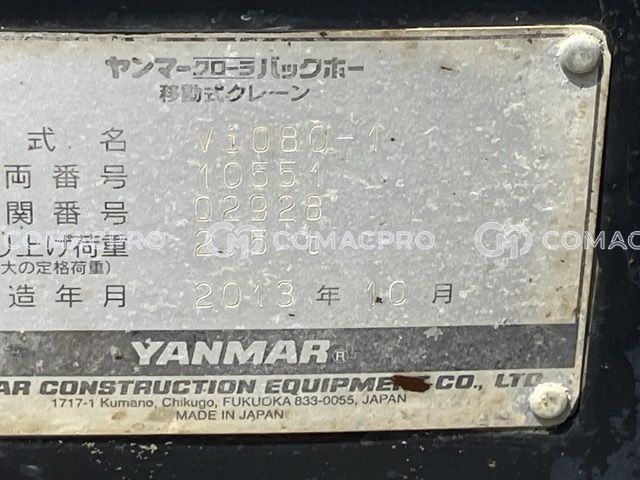 ヤンマークローラバックホー
移動式クレーン
式 名 ViO80-1
両番号 10551
関番号 Q2928
り上げ荷重 2.5 t
大の定格荷重)
造年月 2013 年 10 月
COMACPRO COMACPRO
YANMAR®
AR CONSTRUCTION EQUIPMENT CO., LTD.
1717-1 Kumano, Chikugo, FUKUOKA 833-0055, JAPAN
MADE IN JAPAN